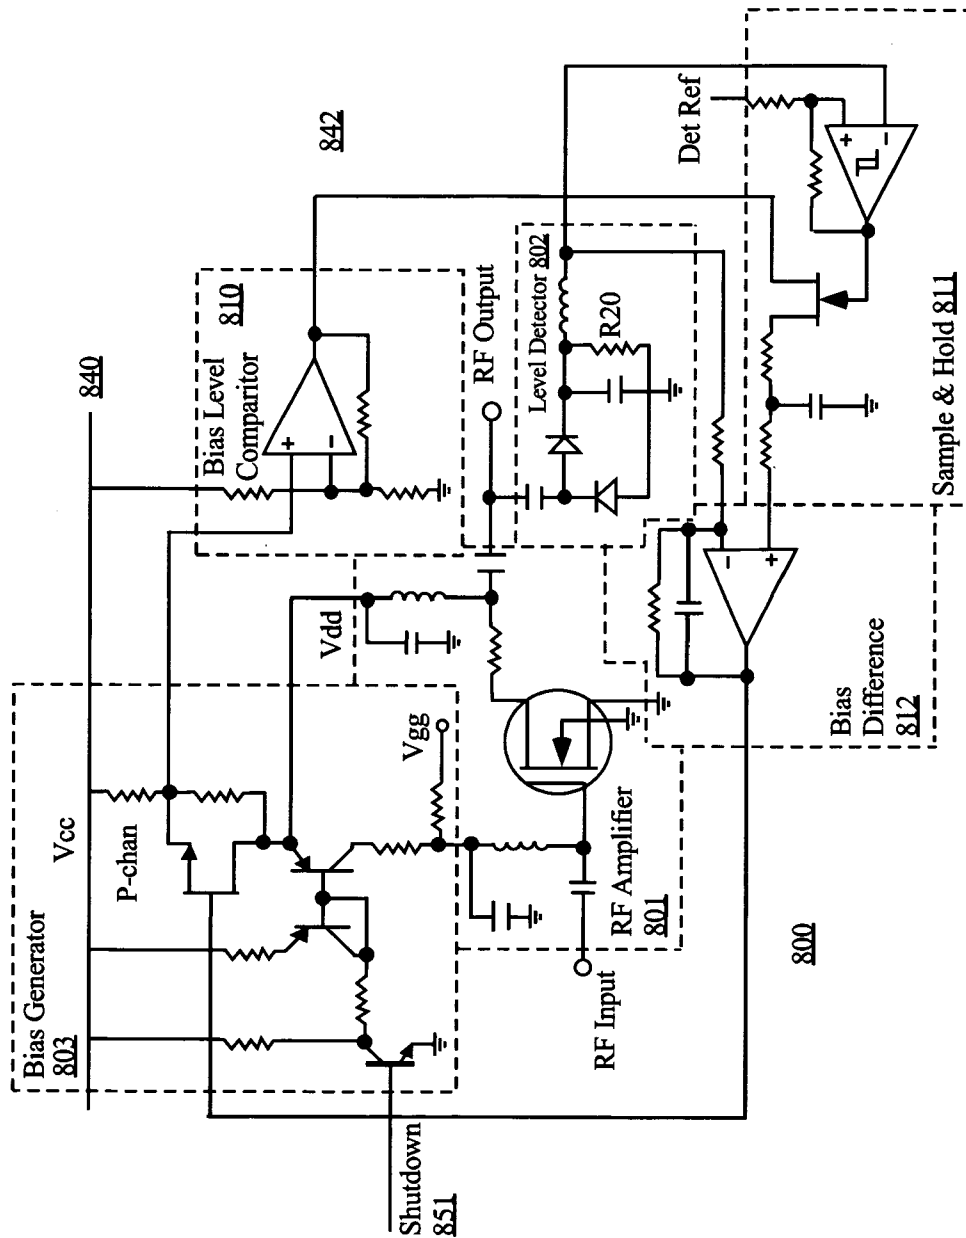 Bias Generator
803
Vcc
840
P-chan
Vgg
Vdd
Bias Level
Comparitor
810
842
RF Output
Level Detector 802
R20
Det Ref
+
−
+
−
−
+
Sample & Hold 811
Bias
Difference
812
RF Amplifier
801
RF Input
800
Shutdown
851